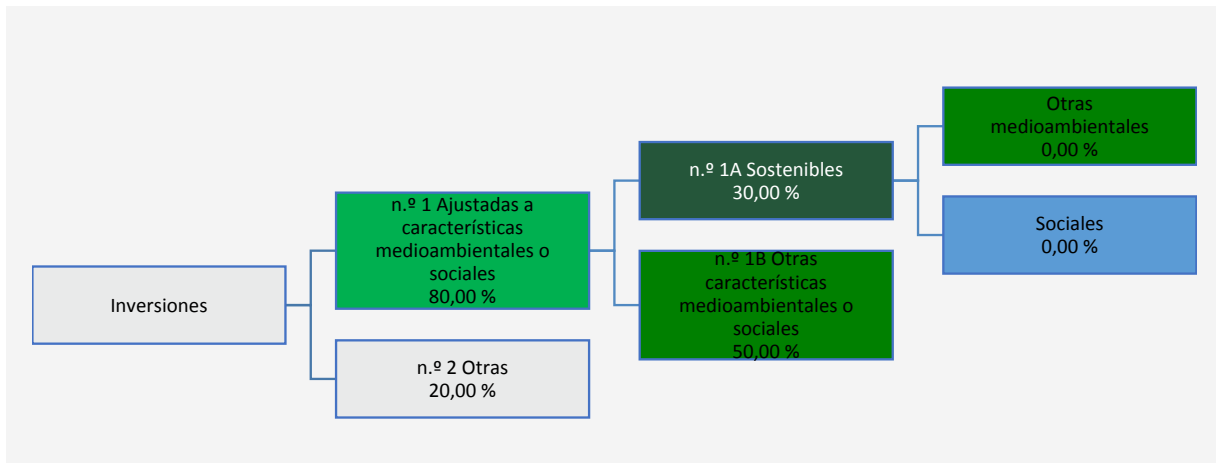 Inversiones
n.º 1 Ajustadas a
características
medioambientales o
sociales
80,00 %
n.º 2 Otras
20,00 %
n.º 1A Sostenibles
30,00 %
n.º 1B Otras
características
medioambientales o
sociales
50,00 %
Otras
medioambientales
0,00 %
Sociales
0,00 %